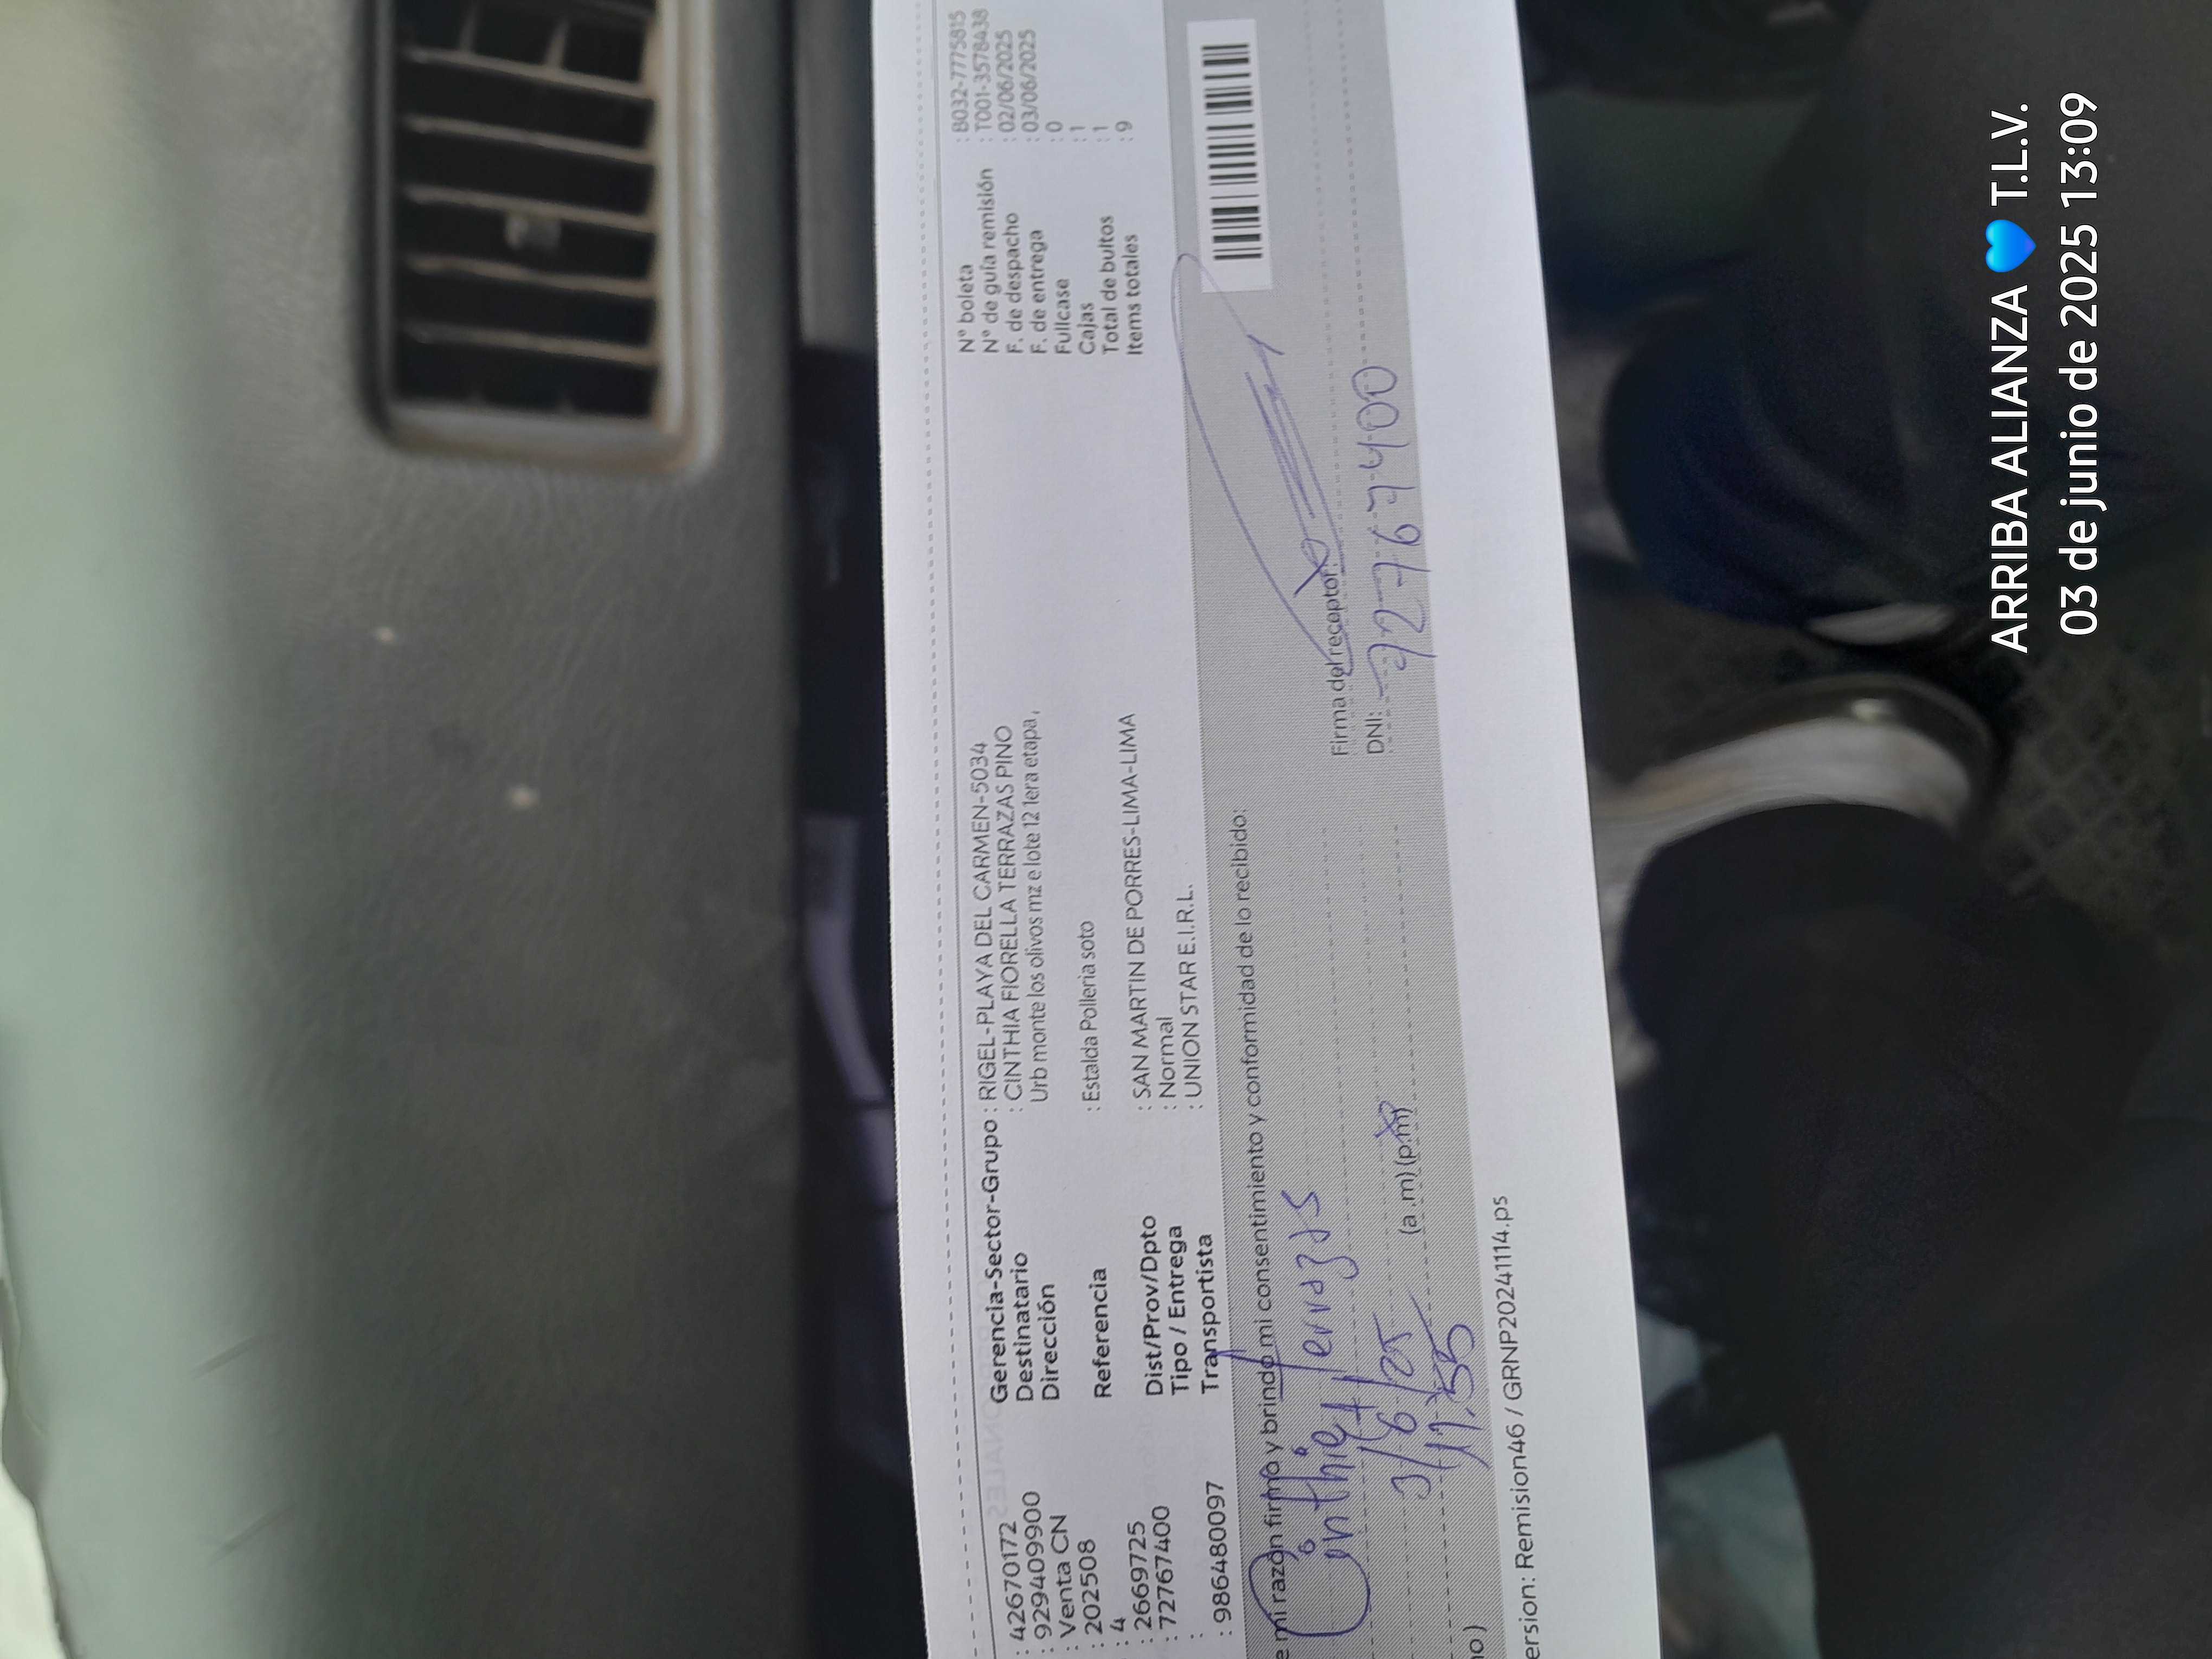 : 426701172
: 929409900
: Venta CN
: 202508
: 4
: 2669725
: 72767400
:
: 986480097
Gerencia-Sector-Grupo : RIGEL-PLAYA DEL CARMEN-5034
Destinatario : CINTHIA FIORELLA TERRAZAS PINO
Dirección Urb monte los olivos mz e lote 12 1era etapa,
Referencia : Estalda Polleria soto
Dist/Prov/Dpto : SAN MARTIN DE PORRES-LIMA-LIMA
Tipo / Entrega : Normal
Transportista : UNION STAR E.I.R.L.
N° boleta : B032-7775815
N° de guía remisión : T001-3578438
F. de despacho : 02/06/2025
F. de entrega : 03/06/2025
Fullcase : 0
Cajas : 1
Total de bultos : 1
Items totales : 9
mi razón firmo y brindo mi consentimiento y conformidad de lo recibido:
Cinthia Terrazas
3/6/25
(a.m) (p.m)
Firma del receptor:
DNI: 72767400
ersion: Remision46 / GRNP20241114.ps
ARRIBA ALIANZA 💙 T.L.V.
03 de junio de 2025 13:09